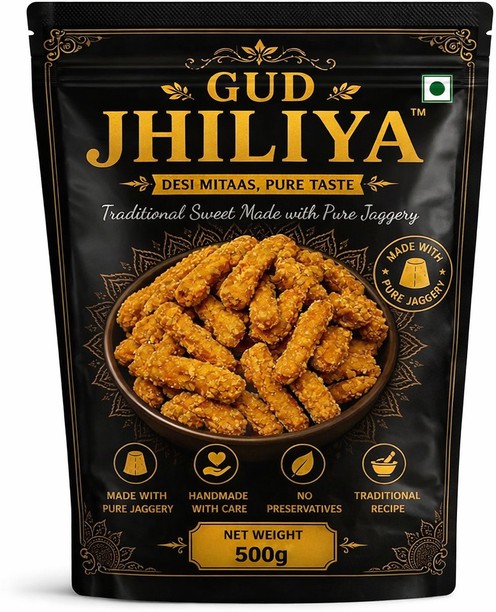 GUD
JHILIYA™
DESI MITAAS, PURE TASTE
Traditional Sweet Made with Pure Jaggery
MADE WITH
PURE JAGGERY
MADE WITH
PURE JAGGERY
HANDMADE
WITH CARE
NO
PRESERVATIVES
TRADITIONAL
RECIPE
NET WEIGHT
500g